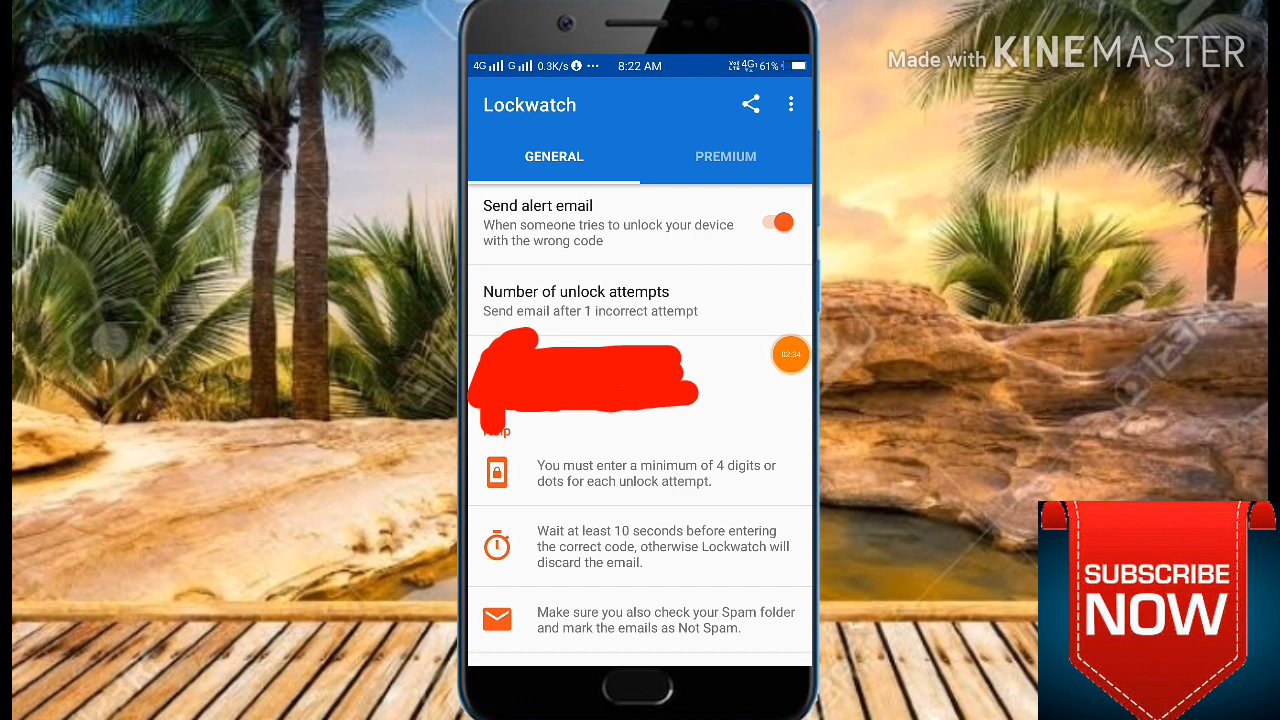 Made with KINEMASTER
4G G 0.3K/s ... 8:22 AM 4G 61%
Lockwatch
GENERAL PREMIUM
Send alert email
When someone tries to unlock your device
with the wrong code
Number of unlock attempts
Send email after 1 incorrect attempt
02:34
You must enter a minimum of 4 digits or
dots for each unlock attempt.
Wait at least 10 seconds before entering
the correct code, otherwise Lockwatch will
discard the email.
Make sure you also check your Spam folder
and mark the emails as Not Spam.
SUBSCRIBE
NOW